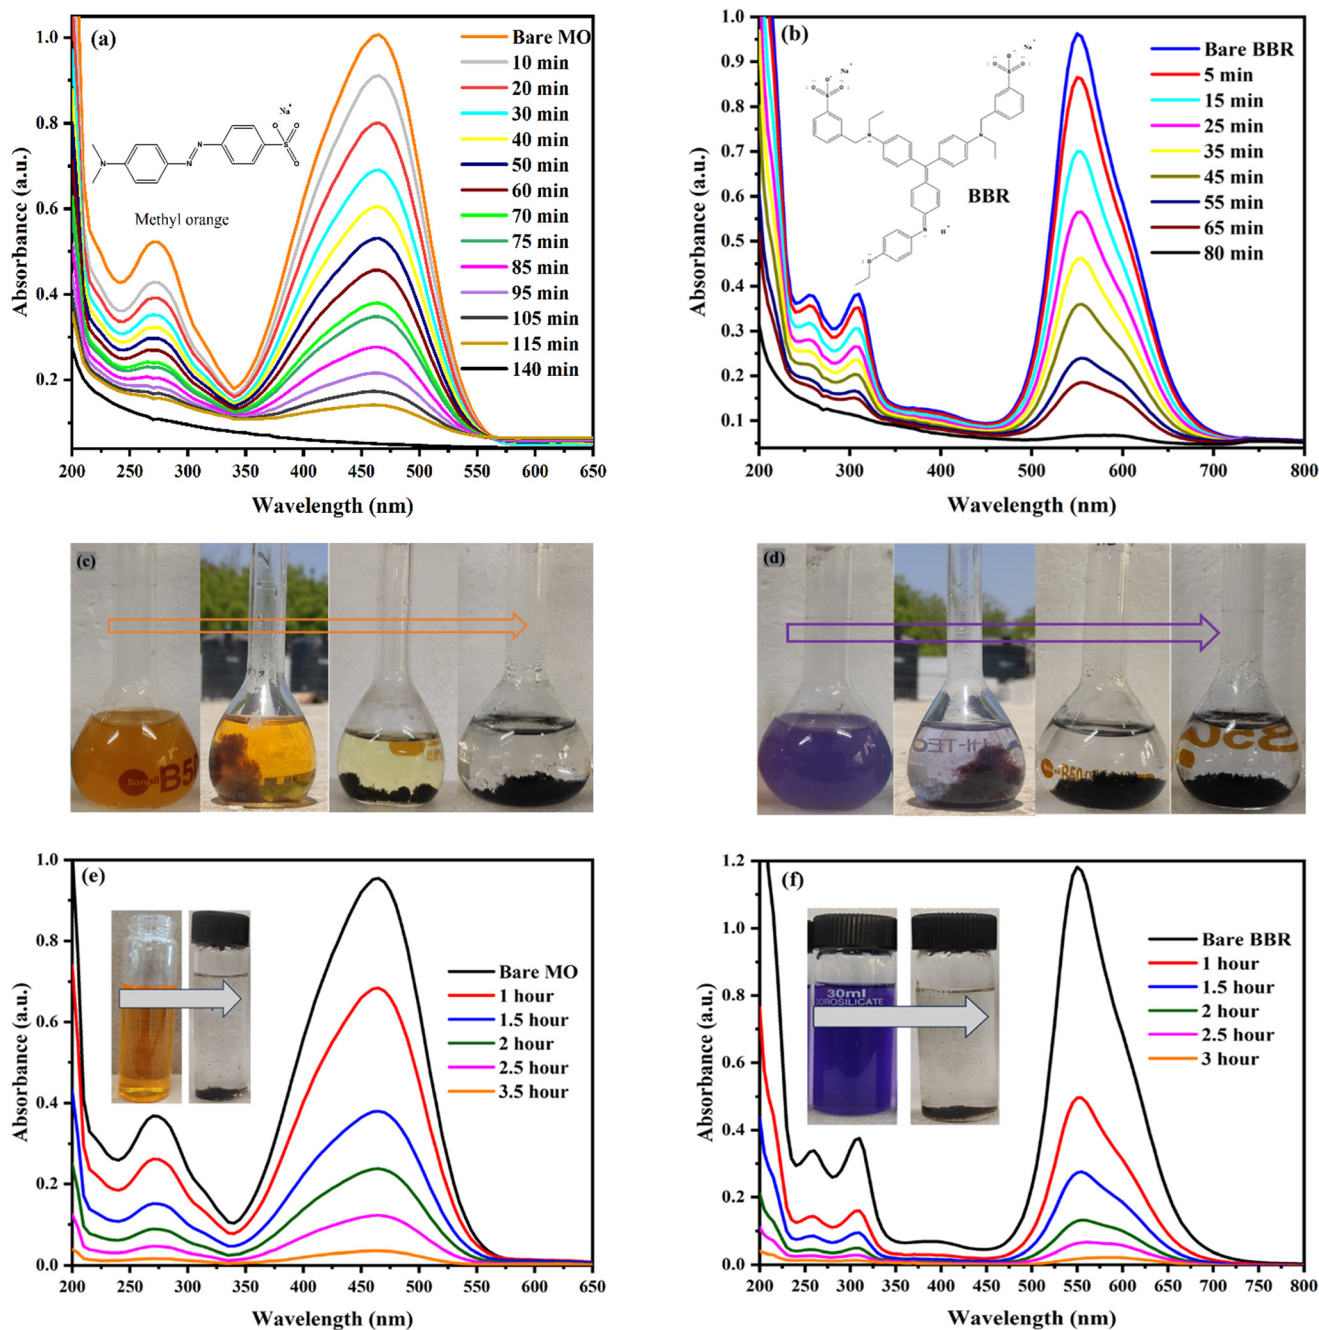 (a)
1.0
0.8
0.6
0.4
0.2
Absorbance (a.u.)
Na+
O-
O
S
O
N
N
N
Methyl orange
Bare MO
10 min
20 min
30 min
40 min
50 min
60 min
70 min
75 min
85 min
95 min
105 min
115 min
140 min
200 250 300 350 400 450 500 550 600 650
Wavelength (nm)
(b)
1.0
0.9
0.8
0.7
0.6
0.5
0.4
0.3
0.2
0.1
Absorbance (a.u.)
Na+
Na+
BBR
H+
Bare BBR
5 min
15 min
25 min
35 min
45 min
55 min
65 min
80 min
200 300 400 500 600 700 800
Wavelength (nm)
(c)
Borosil B50
(d)
HI-TEC
B50
350
(e)
1.0
0.8
0.6
0.4
0.2
0.0
Absorbance (a.u.)
Bare MO
1 hour
1.5 hour
2 hour
2.5 hour
3.5 hour
200 250 300 350 400 450 500 550 600 650
Wavelength (nm)
(f)
1.2
1.0
0.8
0.6
0.4
0.2
0.0
Absorbance (a.u.)
30ml
BOROSILICATE
Bare BBR
1 hour
1.5 hour
2 hour
2.5 hour
3 hour
200 300 400 500 600 700 800
Wavelength (nm)